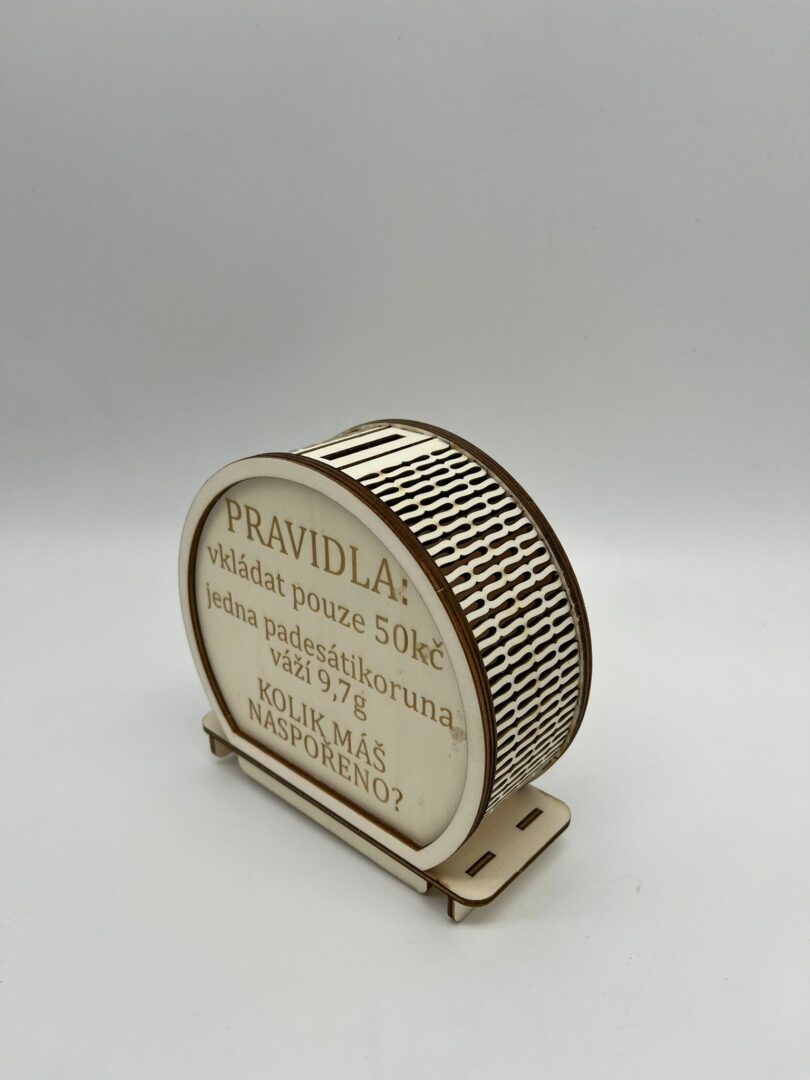 PRAVIDLA:
vkládat pouze 50kč
jedna padesátikoruna
váží 9,7g
KOLIK MÁŠ
NASPOŘENO?